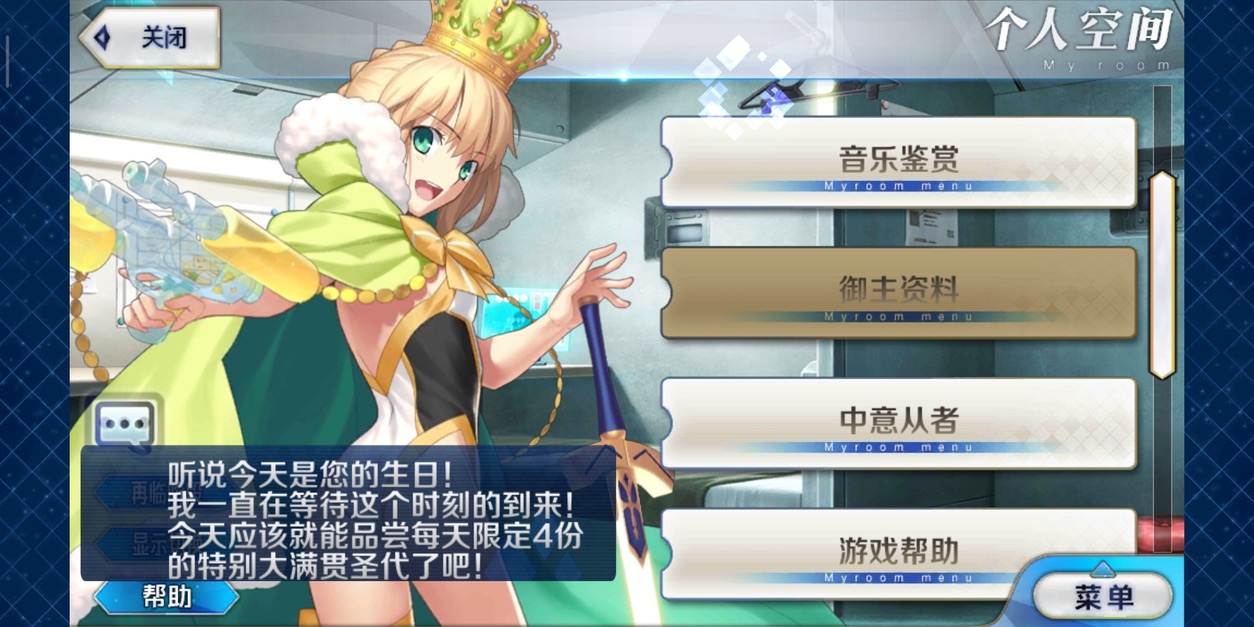 关闭
个人空间
My room
音乐鉴赏
Myroom menu
御主资料
Myroom menu
中意从者
Myroom menu
游戏帮助
Myroom menu
听说今天是您的生日！
我一直在等待这个时刻的到来！
今天应该就能品尝每天限定4份
的特别大满贯圣代了吧！
再临
显示
帮助
菜单